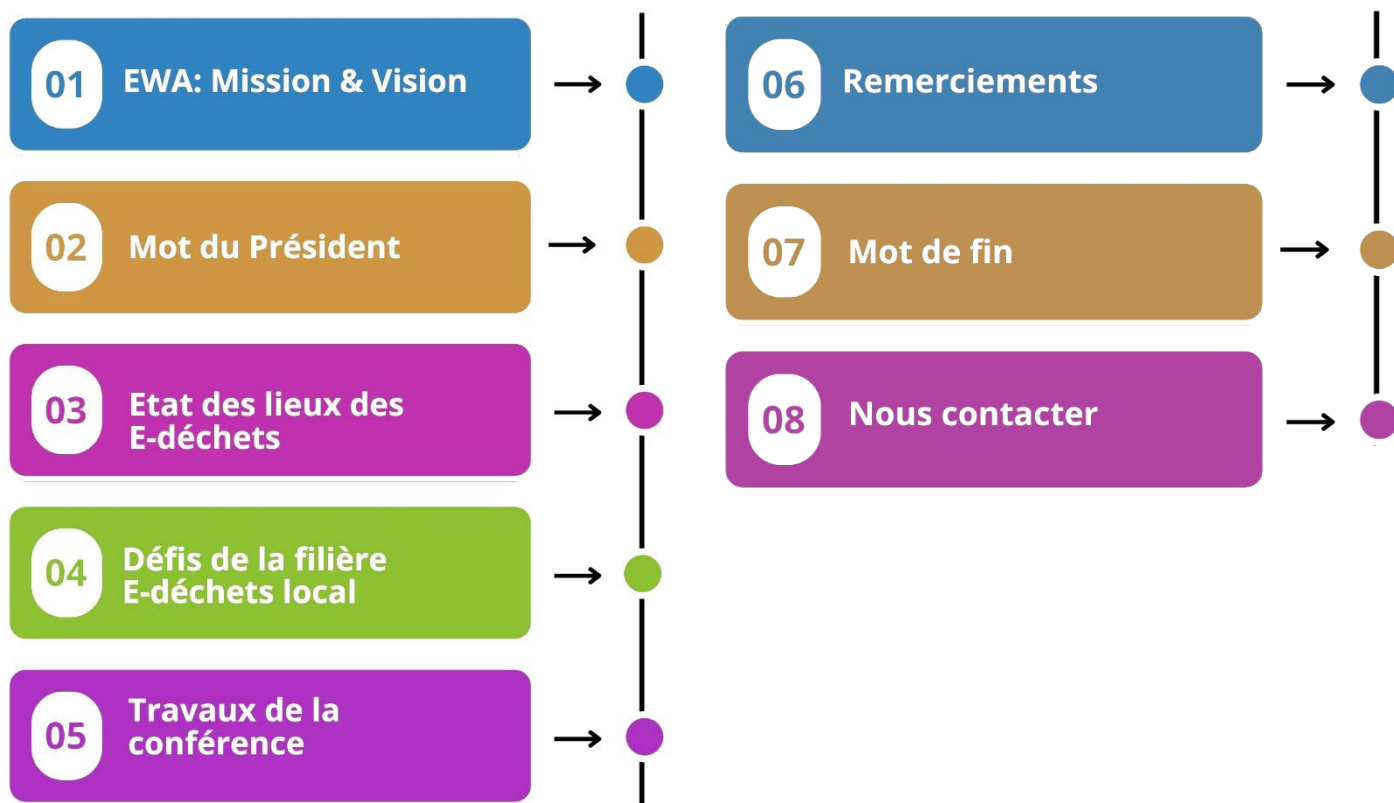 01
EWA: Mission & Vision
02
Mot du Président
03
Etat des lieux des
E-déchets
04
Défis de la filière
E-déchets local
05
Travaux de la
conférence
06
Remerciements
07
Mot de fin
08
Nous contacter